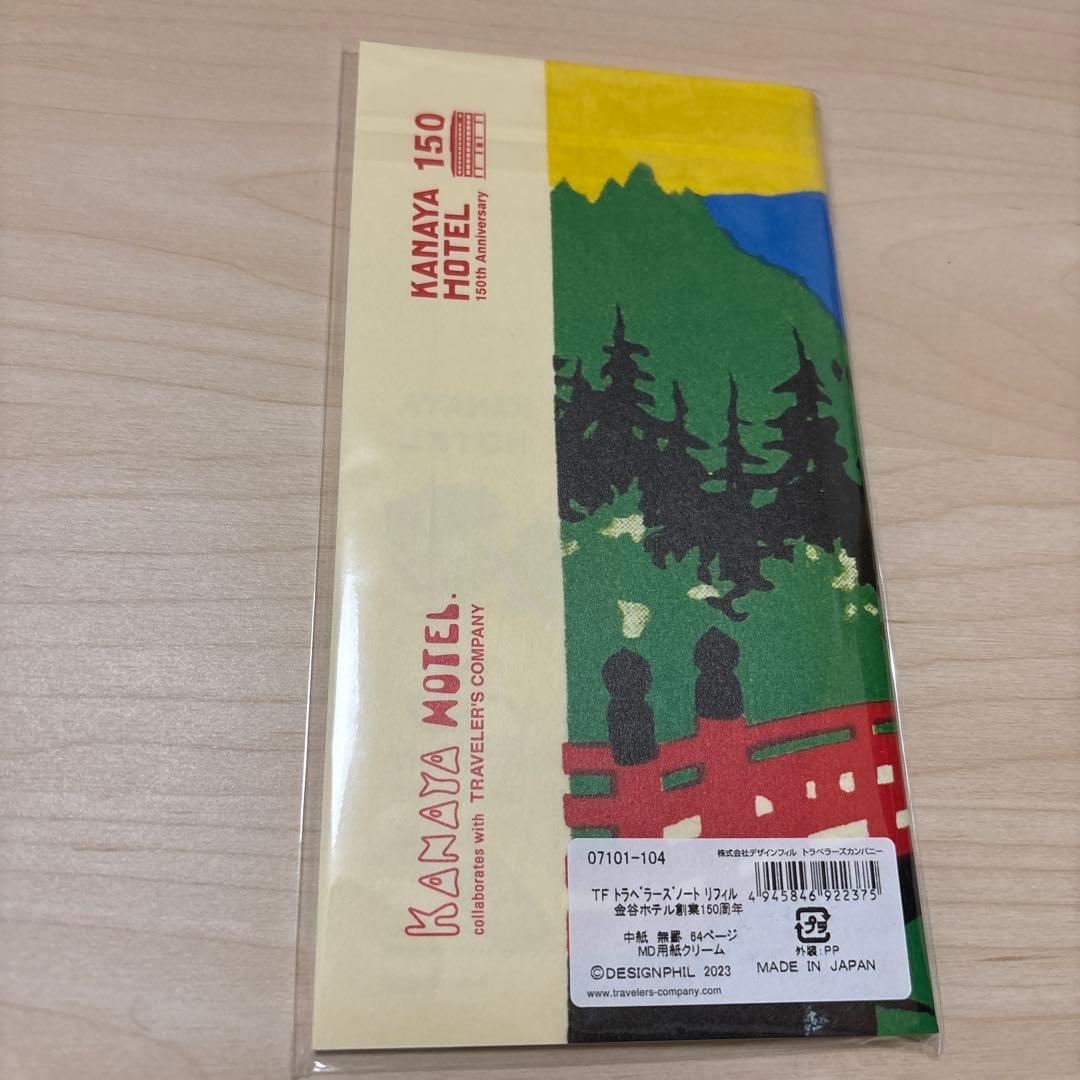 KANAYA 150
HOTEL
150th Anniversary
KANAYA HOTEL.
collaborates with TRAVELER'S COMPANY
KANAYA
HOTEL
07101-104
株式会社デザインフィル トラベラーズカンパニー
TF トラベラーズノート リフィル
金谷ホテル創業150周年
4 945846 922375
中紙 無罫 64ページ
MD用紙クリーム
プラ
外装:PP
©DESIGNPHIL 2023
MADE IN JAPAN
www.travelers-company.com